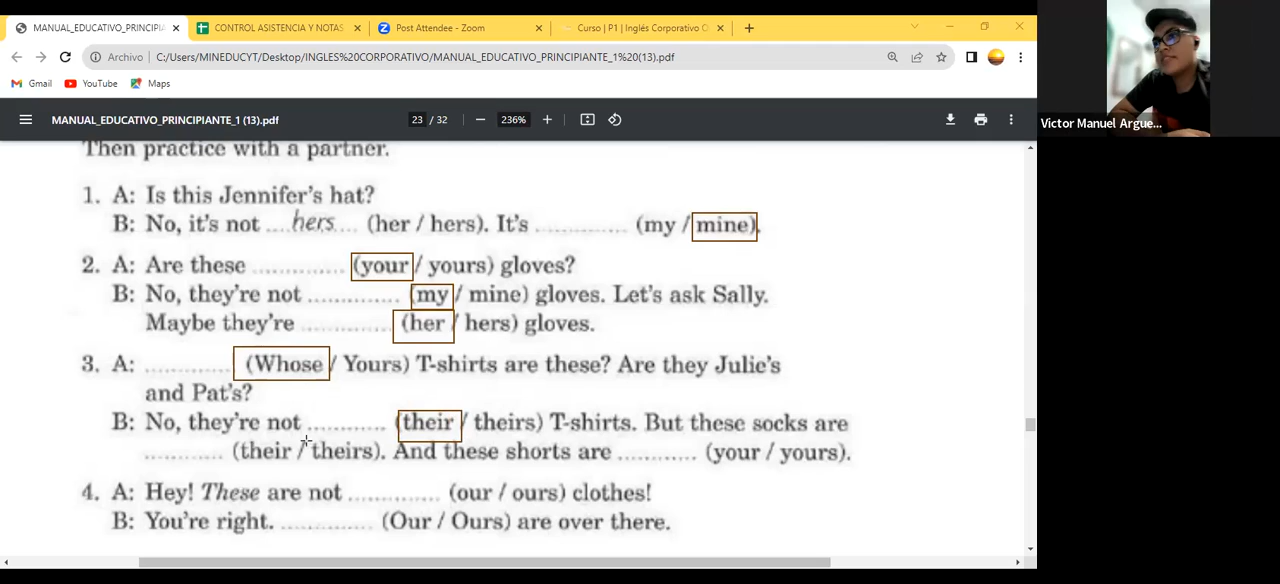 MANUAL_EDUCATIVO_PRINCIPIA
CONTROL ASISTENCIA Y NOTAS
Post Attendee - Zoom
Curso | P1 | Inglés Corporativo
Archivo C:/Users/MINEDUCYT/Desktop/INGLES%20CORPORATIVO/MANUAL_EDUCATIVO_PRINCIPIANTE_1%20(13).pdf
Gmail YouTube Maps
MANUAL_EDUCATIVO_PRINCIPIANTE_1 (13).pdf 23 / 32 236%
Victor Manuel Argue...
Then practice with a partner.
1. A: Is this Jennifer's hat?
B: No, it's not ....hers.... (her / hers). It's ............. (my / mine).
2. A: Are these ............. (your / yours) gloves?
B: No, they're not ............. (my / mine) gloves. Let's ask Sally.
Maybe they're ............. (her / hers) gloves.
3. A: ............ (Whose / Yours) T-shirts are these? Are they Julie's
and Pat's?
B: No, they're not ........... (their / theirs) T-shirts. But these socks are
........... (their / theirs). And these shorts are ........... (your / yours).
4. A: Hey! These are not ............. (our / ours) clothes!
B: You're right. ............. (Our / Ours) are over there.